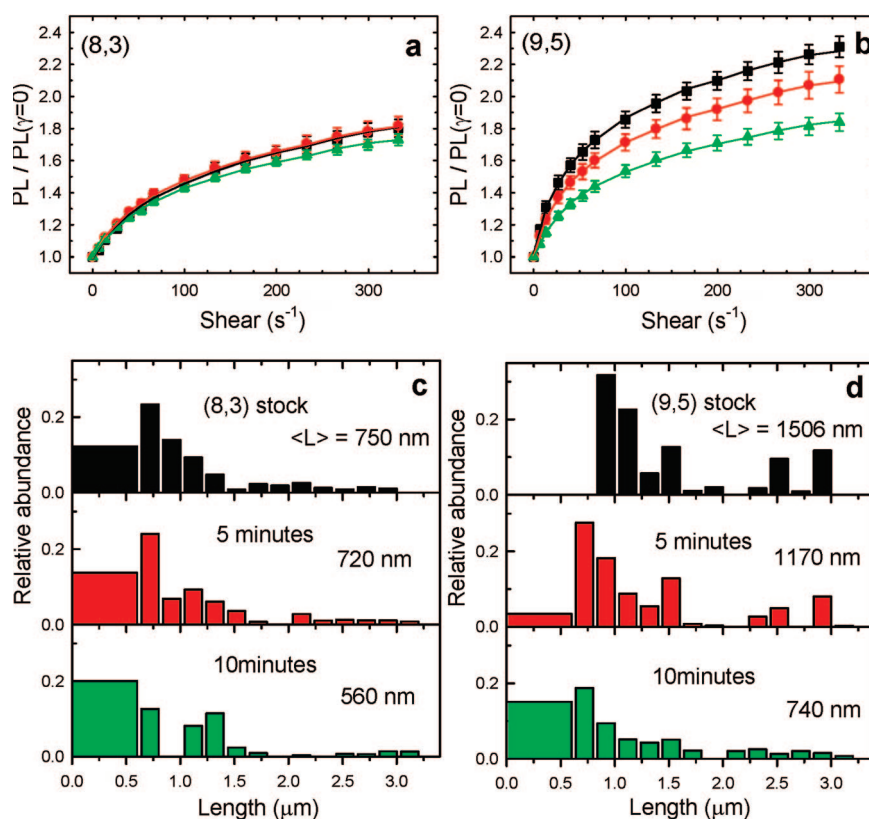 (8,3)
a
PL / PL(γ=0)
2.4
2.2
2.0
1.8
1.6
1.4
1.2
1.0
0
100
200
300
Shear (s⁻¹)
(9,5)
b
PL / PL(γ=0)
2.4
2.2
2.0
1.8
1.6
1.4
1.2
1.0
0
100
200
300
Shear (s⁻¹)
c
(8,3) stock
<L> = 750 nm
5 minutes
720 nm
10minutes
560 nm
Relative abundance
0.2
0.0
0.2
0.0
0.2
0.0
0.0 0.5 1.0 1.5 2.0 2.5 3.0
Length (μm)
d
(9,5) stock
<L> = 1506 nm
5 minutes
1170 nm
10minutes
740 nm
Relative abundance
0.2
0.0
0.2
0.0
0.2
0.0
0.0 0.5 1.0 1.5 2.0 2.5 3.0
Length (μm)